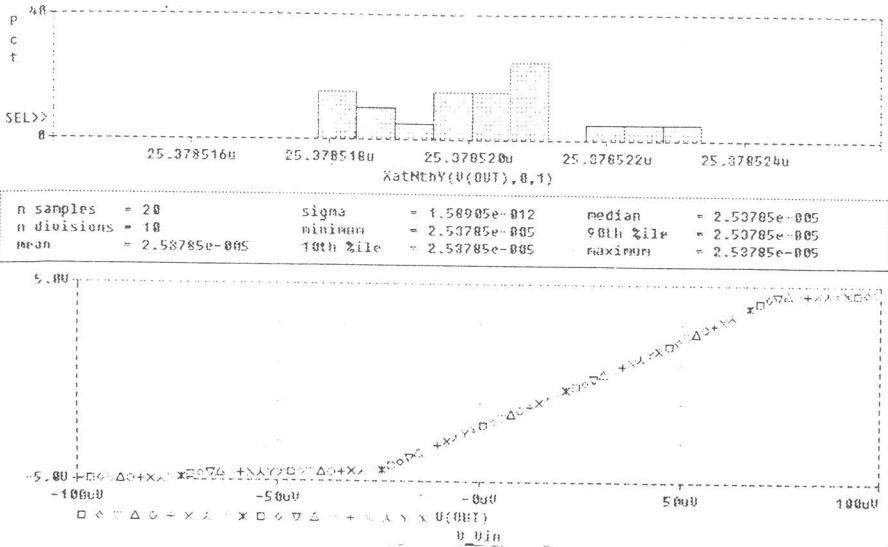 40
P
c
t
SEL>>
0
25.378516u 25.378518u 25.378520u 25.378522u 25.378524u
XatNthY(V(OUT),0,1)
n samples = 20 sigma = 1.58905e-012 median = 2.53785e-005
n divisions = 10 minimum = 2.53785e-005 90th %ile = 2.53785e-005
mean = 2.53785e-005 10th %ile = 2.53785e-005 maximum = 2.53785e-005
5.0V
-5.0V
-100uV -50uV -0uV 50uV 100uV
V(OUT)
V_Vin